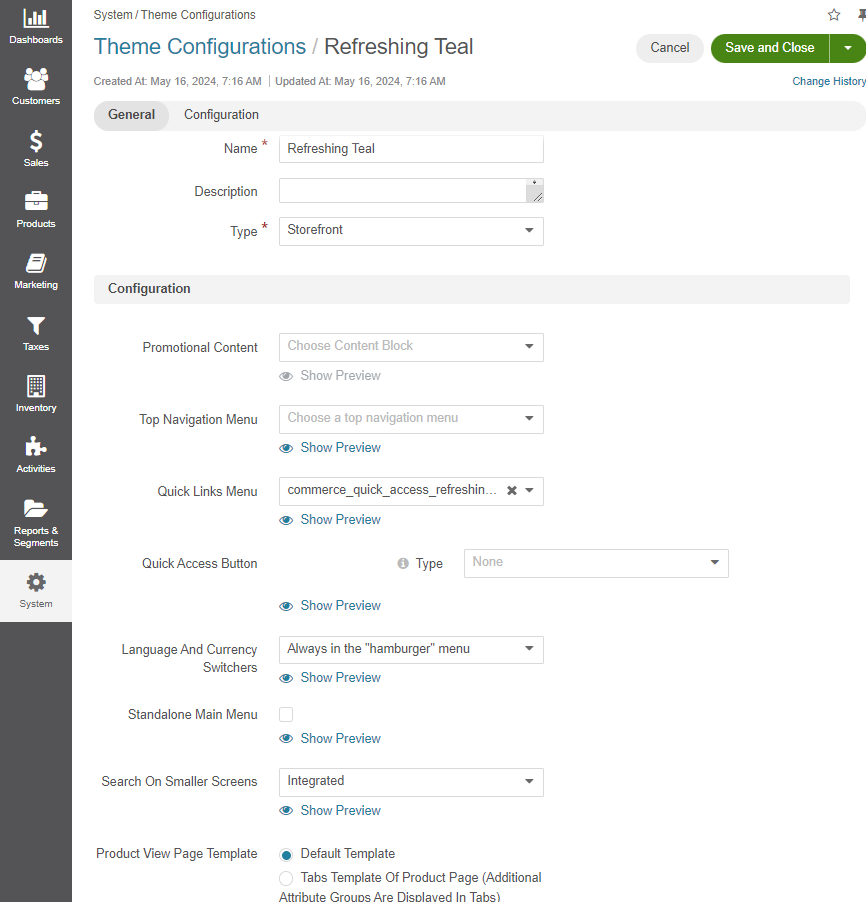 Dashboards
Customers
Sales
Products
Marketing
Taxes
Inventory
Activities
Reports &
Segments
System
System / Theme Configurations
Theme Configurations / Refreshing Teal
Cancel
Save and Close
Created At: May 16, 2024, 7:16 AM | Updated At: May 16, 2024, 7:16 AM
Change History
General
Configuration
Name *
Refreshing Teal
Description
Type *
Storefront
Configuration
Promotional Content
Choose Content Block
Show Preview
Top Navigation Menu
Choose a top navigation menu
Show Preview
Quick Links Menu
commerce_quick_access_refreshin...
Show Preview
Quick Access Button
Type
None
Show Preview
Language And Currency
Switchers
Always in the "hamburger" menu
Show Preview
Standalone Main Menu
Show Preview
Search On Smaller Screens
Integrated
Show Preview
Product View Page Template
Default Template
Tabs Template Of Product Page (Additional
Attribute Groups Are Displayed In Tabs)